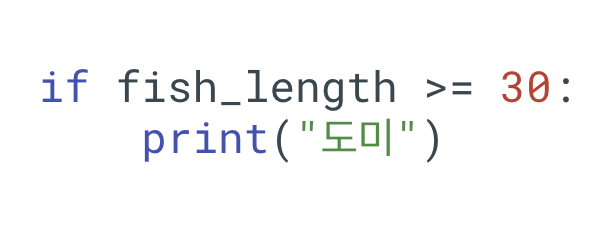 if fish_length >= 30:
    print("도미")